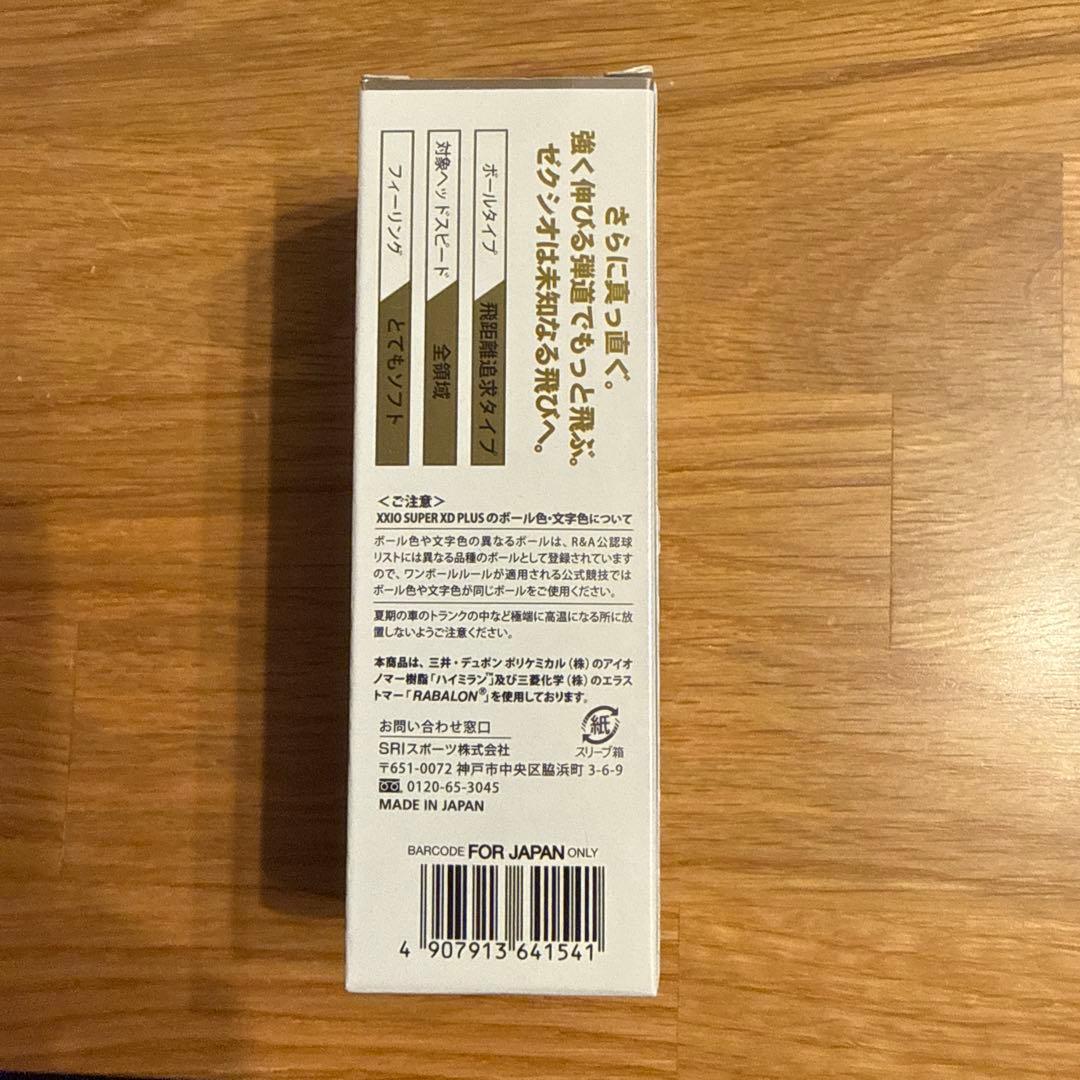 さらに真っ直ぐ。
強く伸びる弾道でもっと飛ぶ。
ゼクシオは未知なる飛びへ。
ボールタイプ 飛距離追求タイプ
対象ヘッドスピード 全領域
フィーリング とてもソフト
<ご注意>
XXIO SUPER XD PLUSのボール色・文字色について
ボール色や文字色の異なるボールは、R&A公認球
リストには異なる品種のボールとして登録されています
ので、ワンボールルールが適用される公式競技では
ボール色や文字色が同じボールをご使用ください。
夏期の車のトランクの中など極端に高温になる所に放
置しないようご注意ください。
本商品は、三井・デュポン ポリケミカル(株)のアイオ
ノマー樹脂「ハイミラン™」及び三菱化学(株)のエラス
トマー「RABALON®」を使用しております。
お問い合わせ窓口
紙
スリーブ箱
SRIスポーツ株式会社
〒651-0072 神戸市中央区脇浜町 3-6-9
0120-65-3045
MADE IN JAPAN
BARCODE FOR JAPAN ONLY
4 907913 641541